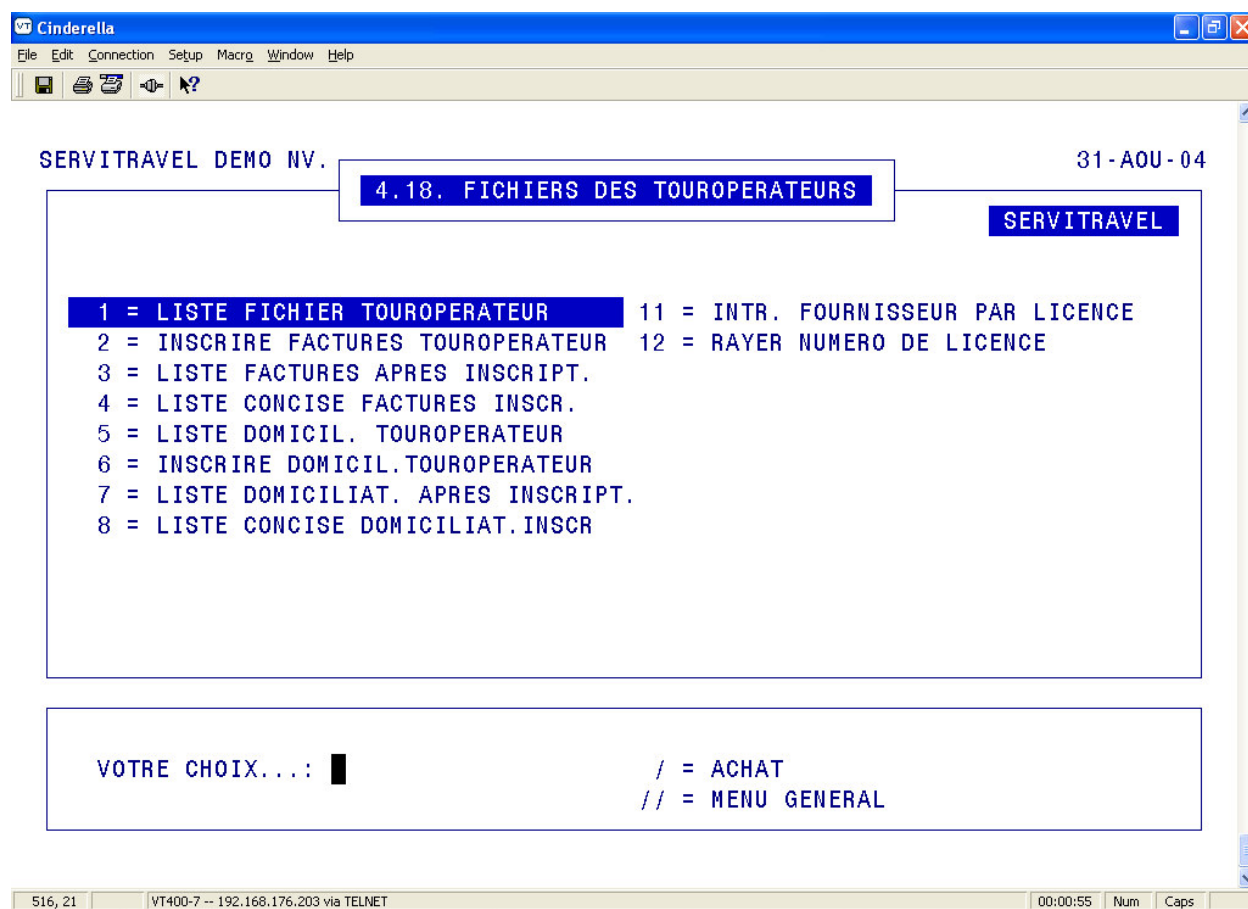 Cinderella
File Edit Connection Setup Macro Window Help
SERVITRAVEL DEMO NV.
31-AOU-04
4.18. FICHIERS DES TOUROPERATEURS
SERVITRAVEL
1 = LISTE FICHIER TOUROPERATEUR 11 = INTR. FOURNISSEUR PAR LICENCE
2 = INSCRIRE FACTURES TOUROPERATEUR 12 = RAYER NUMERO DE LICENCE
3 = LISTE FACTURES APRES INSCRIPT.
4 = LISTE CONCISE FACTURES INSCR.
5 = LISTE DOMICIL. TOUROPERATEUR
6 = INSCRIRE DOMICIL.TOUROPERATEUR
7 = LISTE DOMICILIAT. APRES INSCRIPT.
8 = LISTE CONCISE DOMICILIAT.INSCR
VOTRE CHOIX...: / = ACHAT
// = MENU GENERAL
516, 21 VT400-7 -- 192.168.176.203 via TELNET 00:00:55 Num Caps